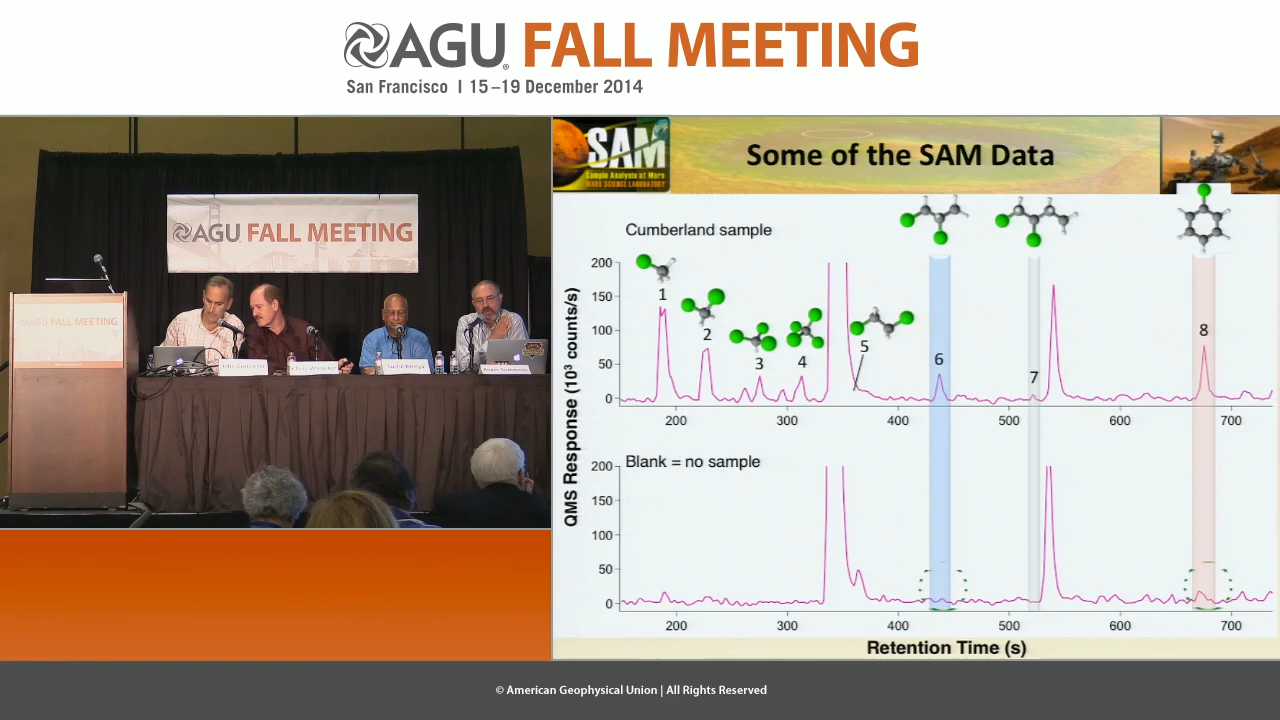 AGU FALL MEETING
San Francisco | 15–19 December 2014
AGU FALL MEETING
AGU FALL MEETING
SAM
Sample Analysis at Mars
MARS SCIENCE LABORATORY
Some of the SAM Data
Cumberland sample
QMS Response (10³ counts/s)
200
150
100
50
0
1
2
3
4
5
6
7
8
200 300 400 500 600 700
Blank = no sample
200
150
100
50
0
200 300 400 500 600 700
Retention Time (s)
© American Geophysical Union | All Rights Reserved